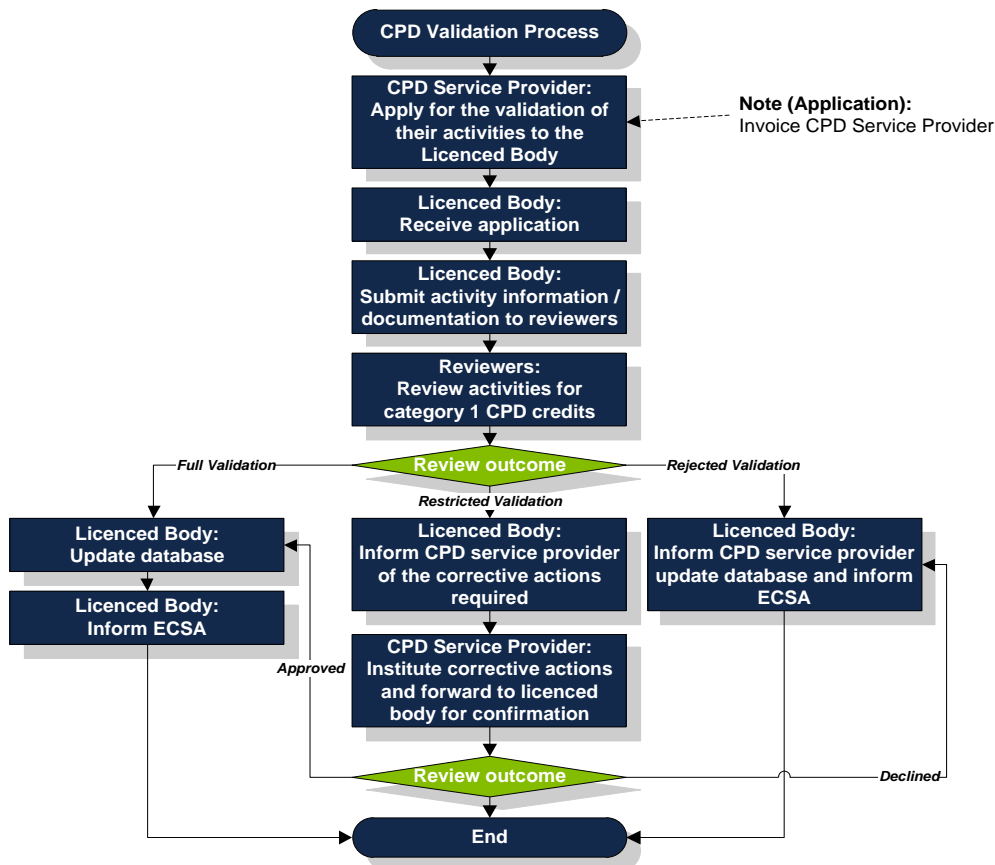 CPD Validation Process
CPD Service Provider:
Apply for the validation of
their activities to the
Licenced Body
Note (Application):
Invoice CPD Service Provider
Licenced Body:
Receive application
Licenced Body:
Submit activity information /
documentation to reviewers
Reviewers:
Review activities for
category 1 CPD credits
Review outcome
Full Validation
Restricted Validation
Rejected Validation
Licenced Body:
Update database
Licenced Body:
Inform ECSA
Licenced Body:
Inform CPD service provider
of the corrective actions
required
Licenced Body:
Inform CPD service provider
update database and inform
ECSA
CPD Service Provider:
Institute corrective actions
and forward to licenced
body for confirmation
Approved
Review outcome
Declined
End